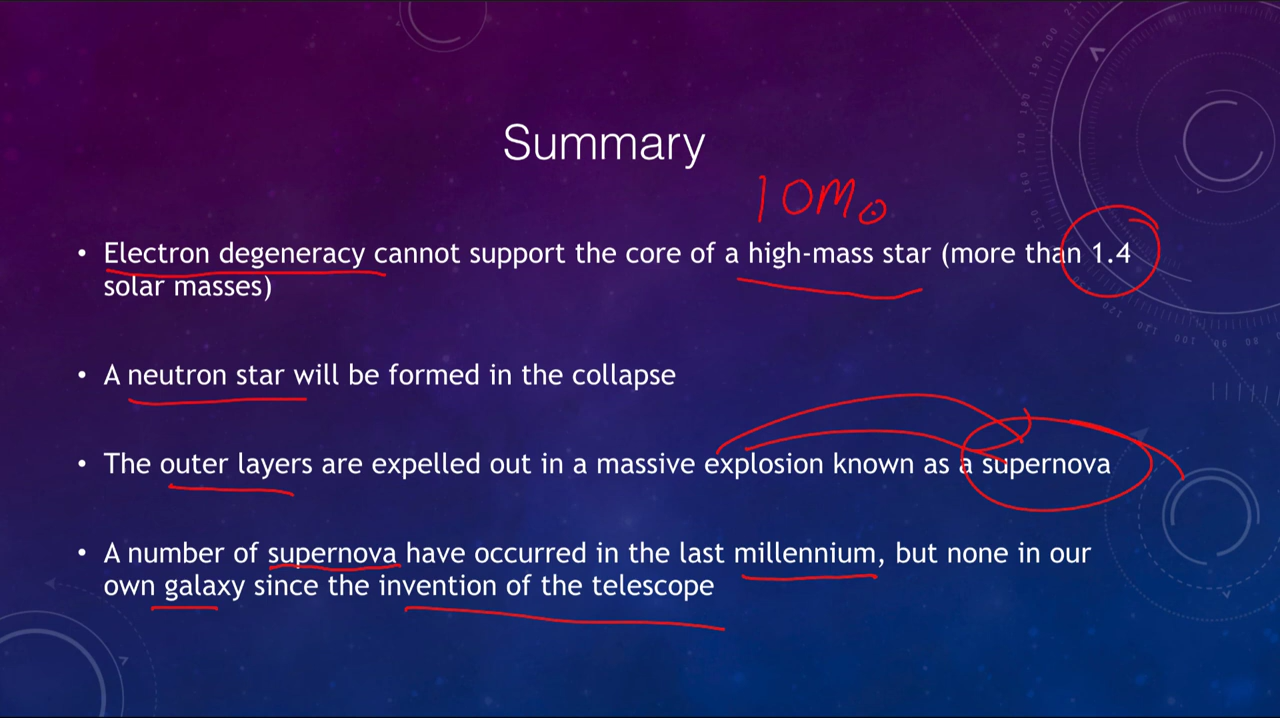 Summary
10M⊙
• Electron degeneracy cannot support the core of a high-mass star (more than 1.4
solar masses)
• A neutron star will be formed in the collapse
• The outer layers are expelled out in a massive explosion known as a supernova
• A number of supernova have occurred in the last millennium, but none in our
own galaxy since the invention of the telescope